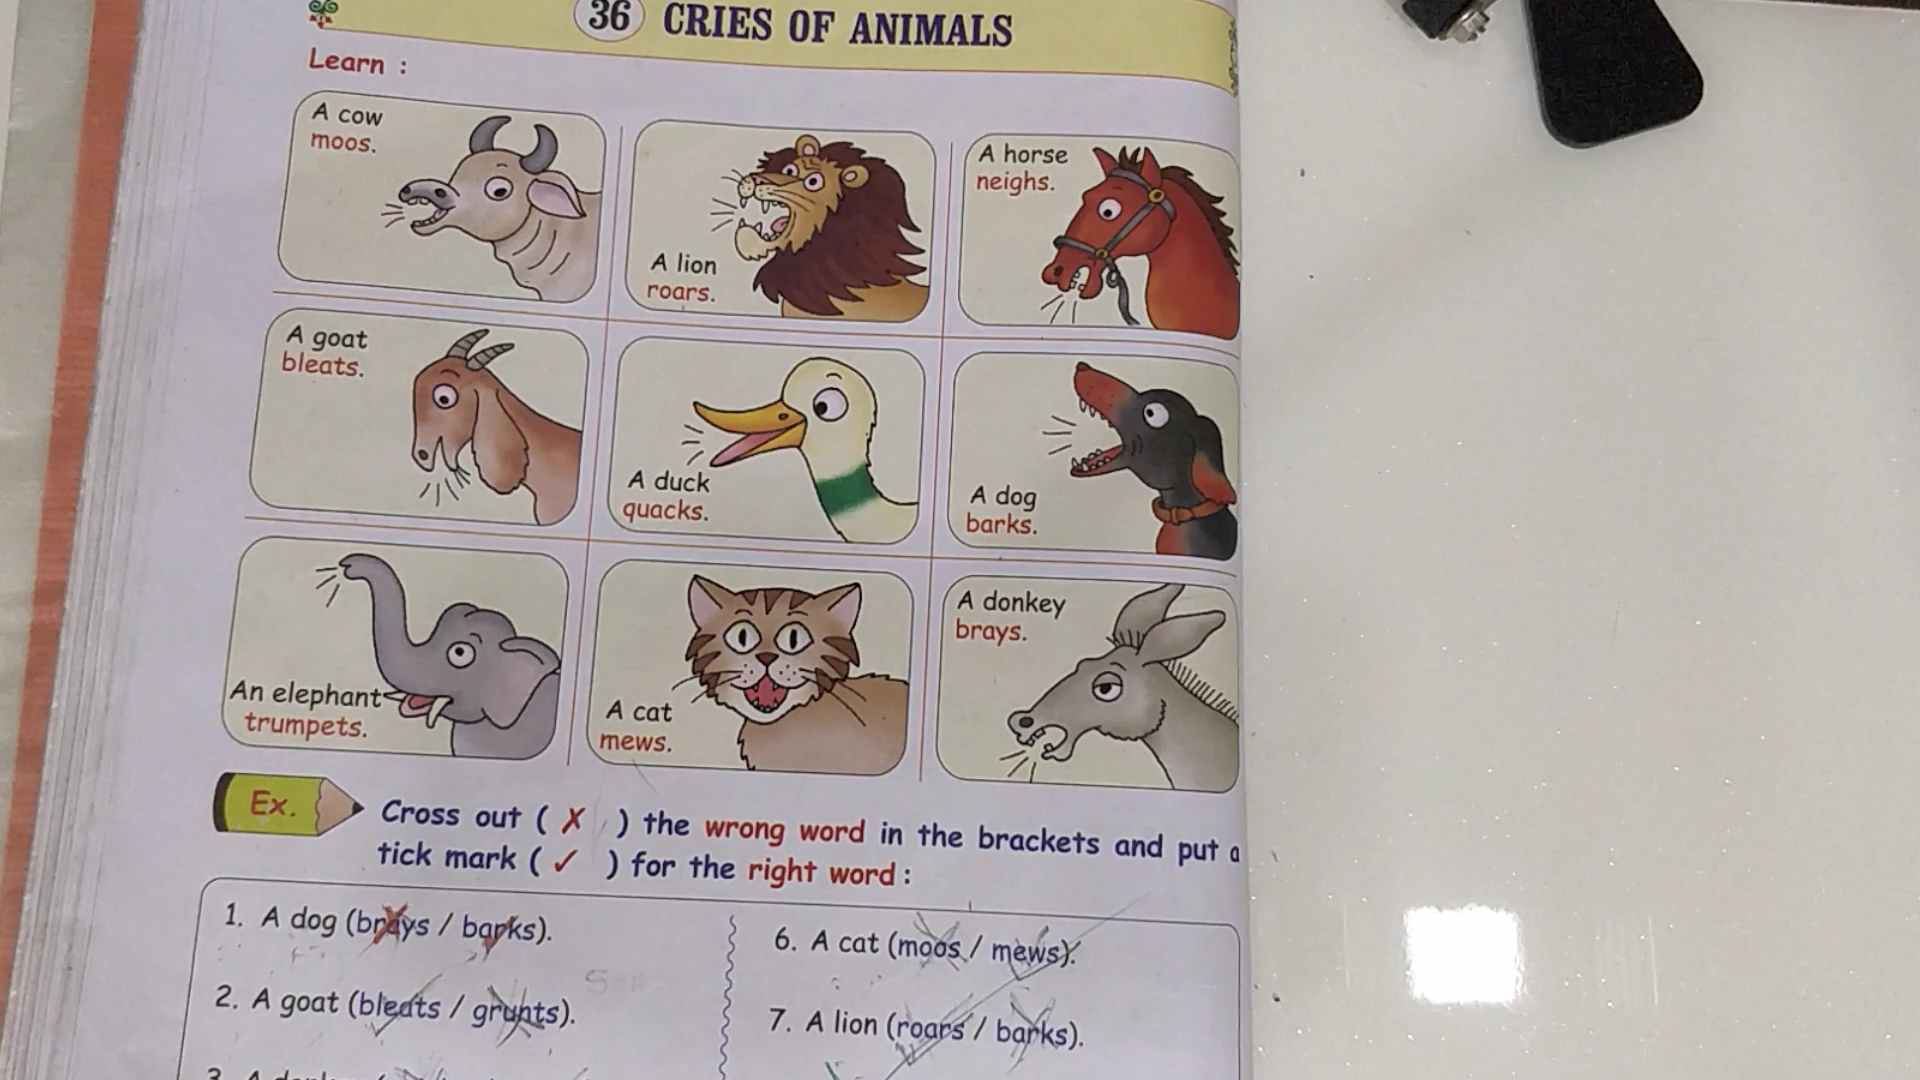 36 CRIES OF ANIMALS
Learn :
A cow
moos.
A lion
roars.
A horse
neighs.
A goat
bleats.
A duck
quacks.
A dog
barks.
An elephant
trumpets.
A cat
mews.
A donkey
brays.
Ex.
Cross out ( ✗ ) the wrong word in the brackets and put a
tick mark ( ✓ ) for the right word :
1. A dog (brays / barks).
2. A goat (bleats / grunts).
6. A cat (moos / mews).
7. A lion (roars / barks).